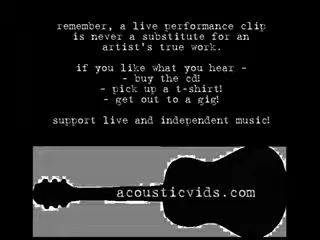 remember, a live performance clip
is never a substitute for an
artist's true work.
if you like what you hear -
- buy the cd!
- pick up a t-shirt!
- get out to a gig!
support live and independent music!
acousticvids.com